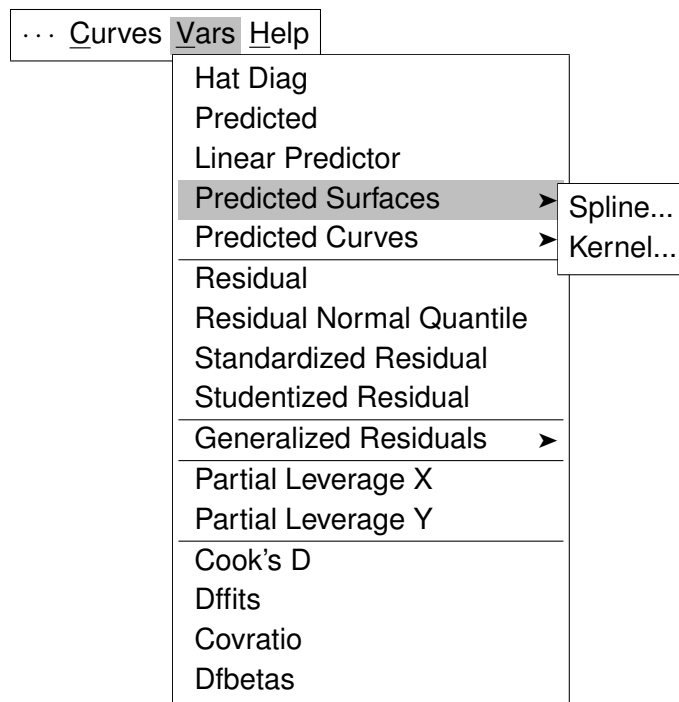 ··· Curves Vars Help
Hat Diag
Predicted
Linear Predictor
Predicted Surfaces ➤
Spline...
Predicted Curves ➤
Kernel...
Residual
Residual Normal Quantile
Standardized Residual
Studentized Residual
Generalized Residuals ➤
Partial Leverage X
Partial Leverage Y
Cook's D
Dffits
Covratio
Dfbetas